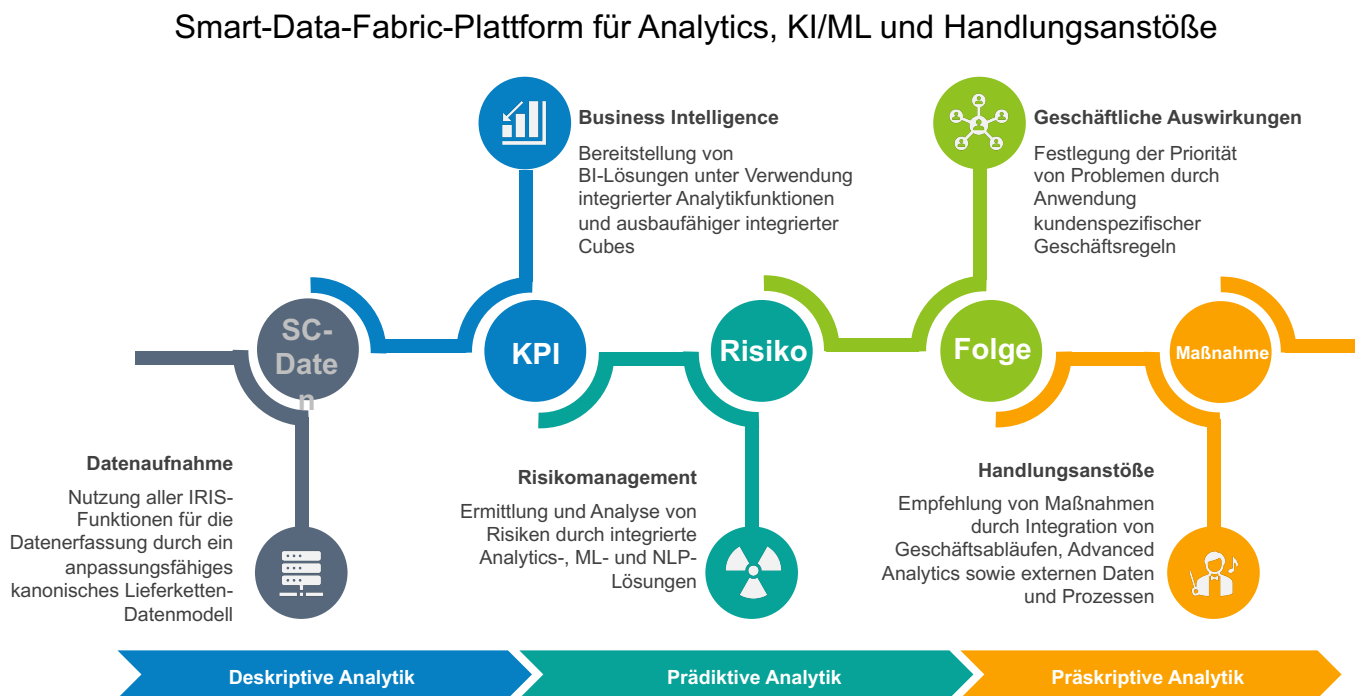 Smart-Data-Fabric-Plattform für Analytics, KI/ML und Handlungsanstöße
Business Intelligence
Bereitstellung von
BI-Lösungen unter Verwendung
integrierter Analytikfunktionen
und ausbaufähiger integrierter
Cubes
Geschäftliche Auswirkungen
Festlegung der Priorität
von Problemen durch
Anwendung
kundenspezifischer
Geschäftsregeln
SC-
Date
n
KPI
Risiko
Folge
Maßnahme
Datenaufnahme
Nutzung aller IRIS-
Funktionen für die
Datenerfassung durch ein
anpassungsfähiges
kanonisches Lieferketten-
Datenmodell
Risikomanagement
Ermittlung und Analyse von
Risiken durch integrierte
Analytics-, ML- und NLP-
Lösungen
Handlungsanstöße
Empfehlung von Maßnahmen
durch Integration von
Geschäftsabläufen, Advanced
Analytics sowie externen Daten
und Prozessen
Deskriptive Analytik
Prädiktive Analytik
Präskriptive Analytik